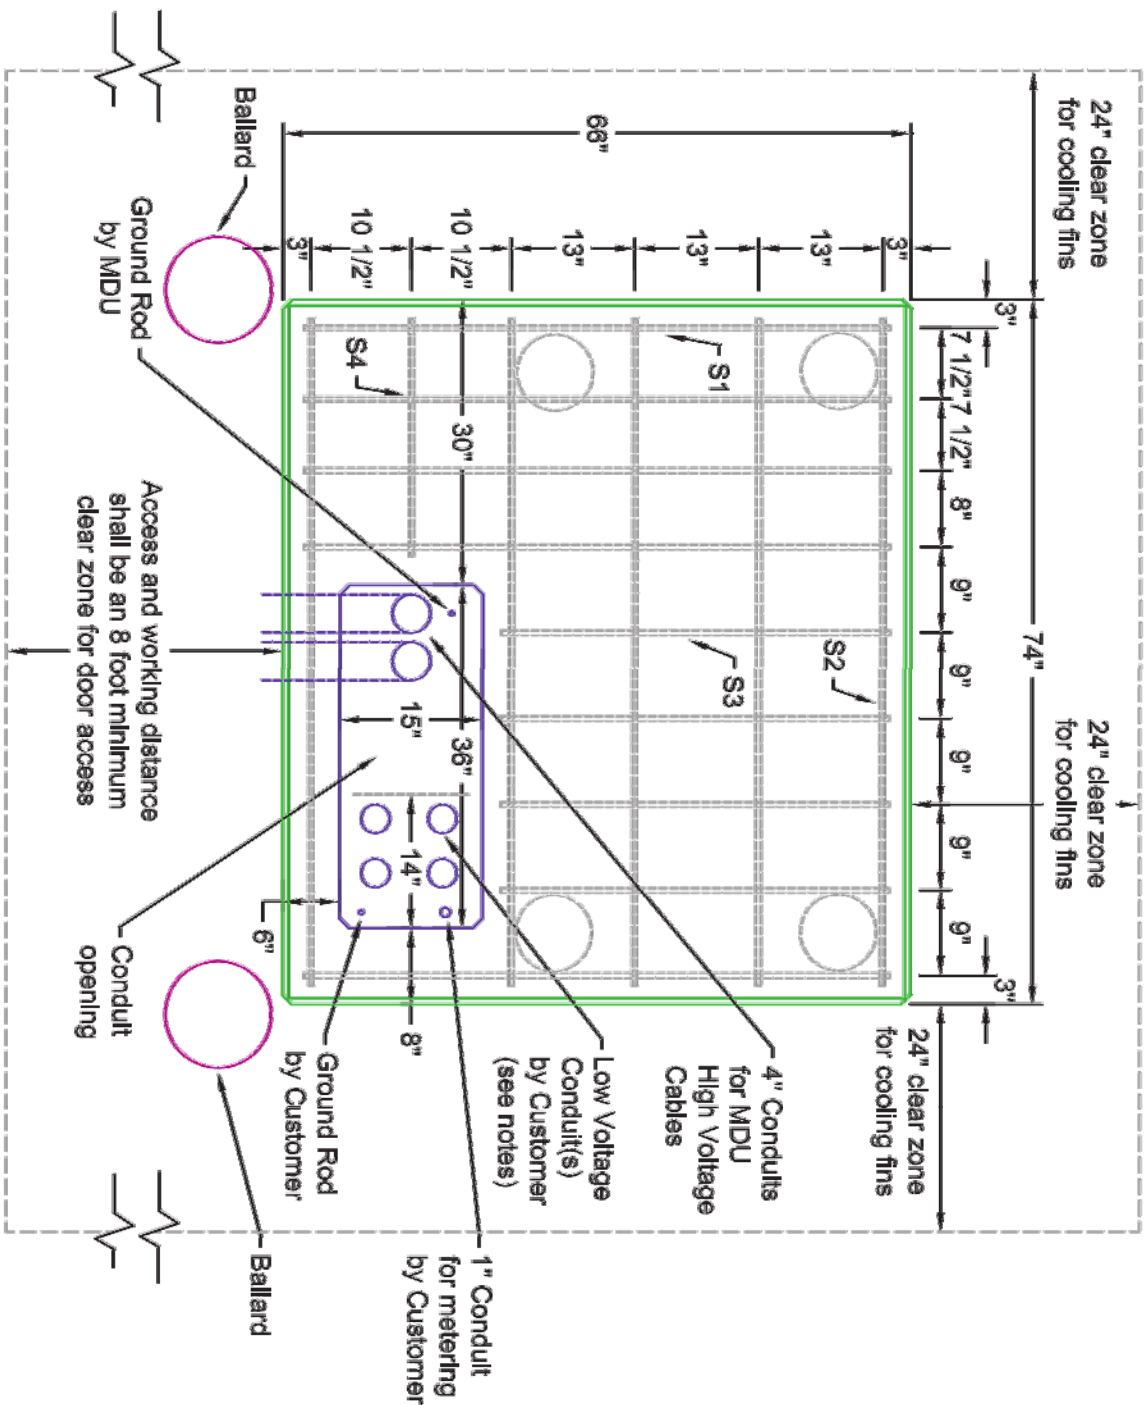 24" clear zone
for cooling fins
24" clear zone
for cooling fins
74"
3"
3"
7 1/2"
7 1/2"
8"
9"
9"
9"
9"
9"
24" clear zone
for cooling fins
3"
S2
13"
4" Conduits
for MDU
High Voltage
Cables
S3
S1
13"
66"
Low Voltage
Conduit(s)
by Customer
(see notes)
13"
1" Conduit
for metering
by Customer
10 1/2"
30"
36"
15"
14"
8"
10 1/2"
S4
Ground Rod
by Customer
3"
6"
Ballard
Ballard
Ground Rod
by MDU
Access and working distance
shall be an 8 foot minimum
clear zone for door access
Conduit
opening